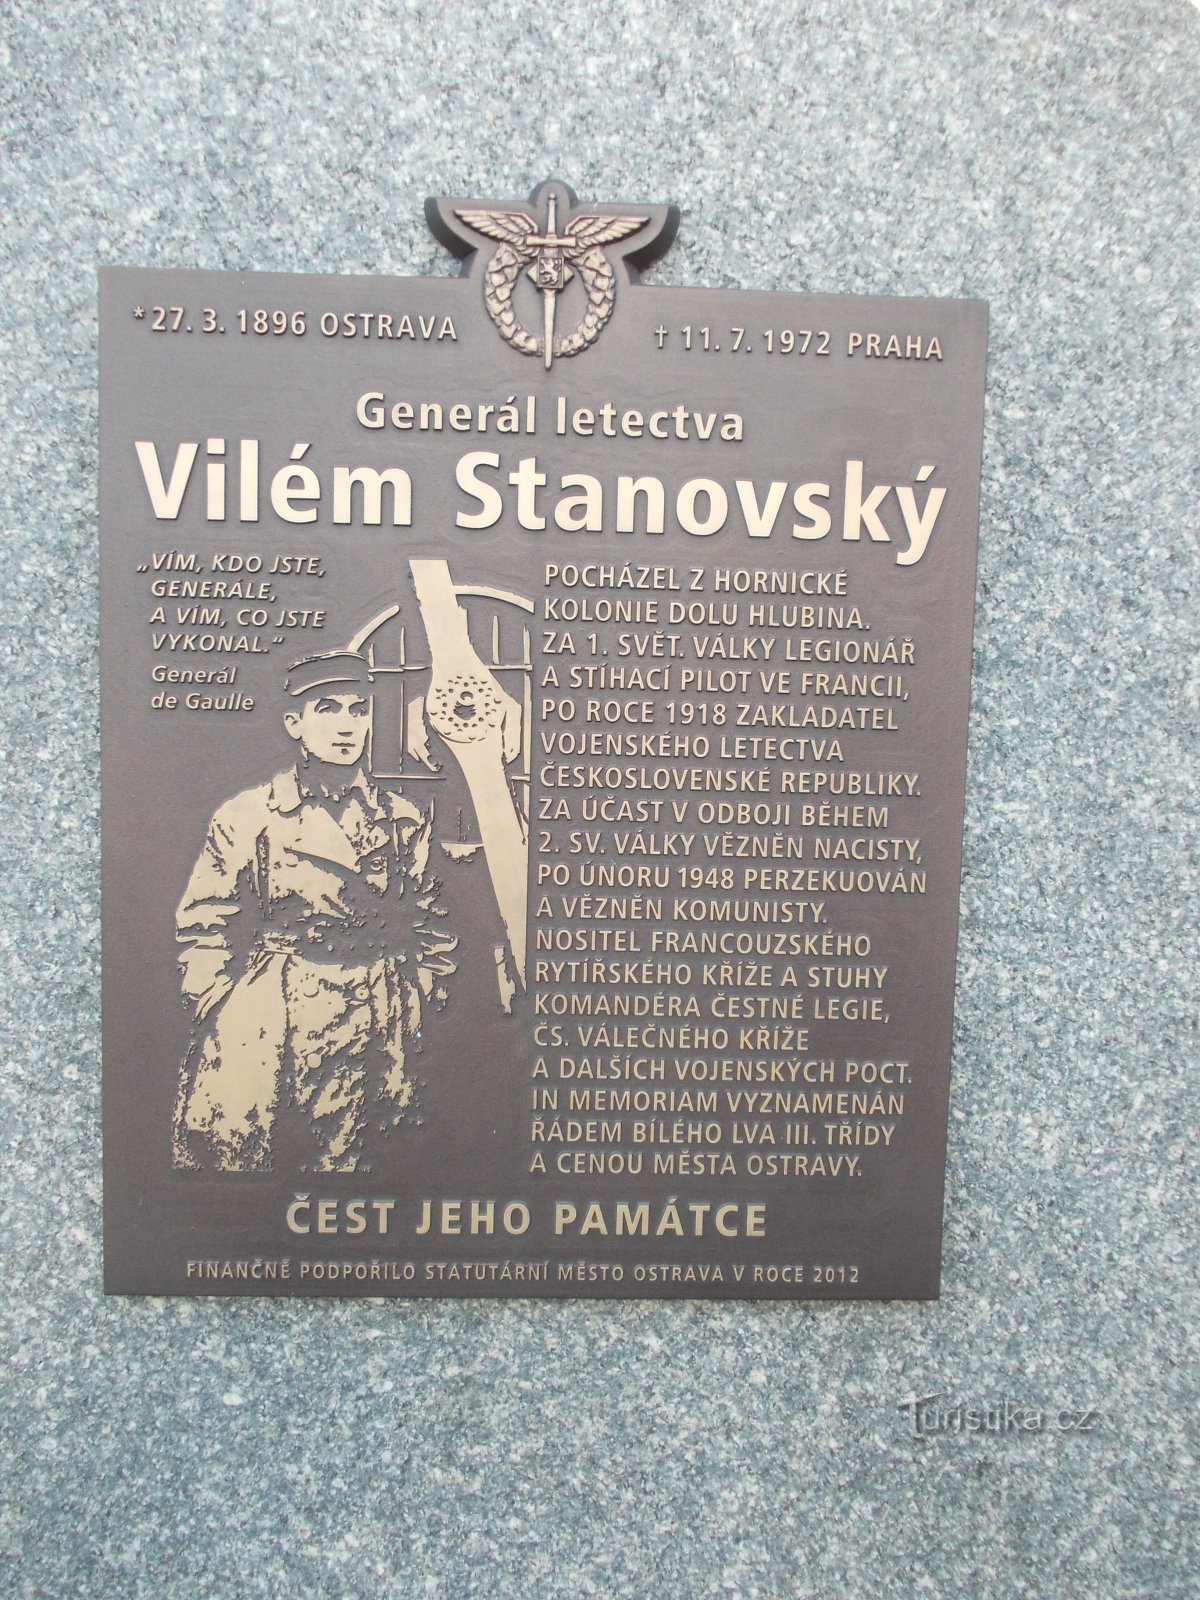 * 27. 3. 1896 OSTRAVA
† 11. 7. 1972 PRAHA
Generál letectva
Vilém Stanovský
„VÍM, KDO JSTE,
GENERÁLE,
A VÍM, CO JSTE
VYKONAL.“
Generál
de Gaulle
POCHÁZEL Z HORNICKÉ
KOLONIE DOLU HLUBINA.
ZA 1. SVĚT. VÁLKY LEGIONÁŘ
A STÍHACÍ PILOT VE FRANCII,
PO ROCE 1918 ZAKLADATEL
VOJENSKÉHO LETECTVA
ČESKOSLOVENSKÉ REPUBLIKY.
ZA ÚČAST V ODBOJI BĚHEM
2. SV. VÁLKY VĚZNĚN NACISTY,
PO ÚNORU 1948 PERZEKUOVÁN
A VĚZNĚN KOMUNISTY.
NOSITEL FRANCOUZSKÉHO
RYTÍŘSKÉHO KŘÍŽE A STUHY
KOMANDÉRA ČESTNÉ LEGIE,
ČS. VÁLEČNÉHO KŘÍŽE
A DALŠÍCH VOJENSKÝCH POCT.
IN MEMORIAM VYZNAMENÁN
ŘÁDEM BÍLÉHO LVA III. TŘÍDY
A CENOU MĚSTA OSTRAVY.
ČEST JEHO PAMÁTCE
FINANČNĚ PODPOŘILO STATUTÁRNÍ MĚSTO OSTRAVA V ROCE 2012
Turistika.cz